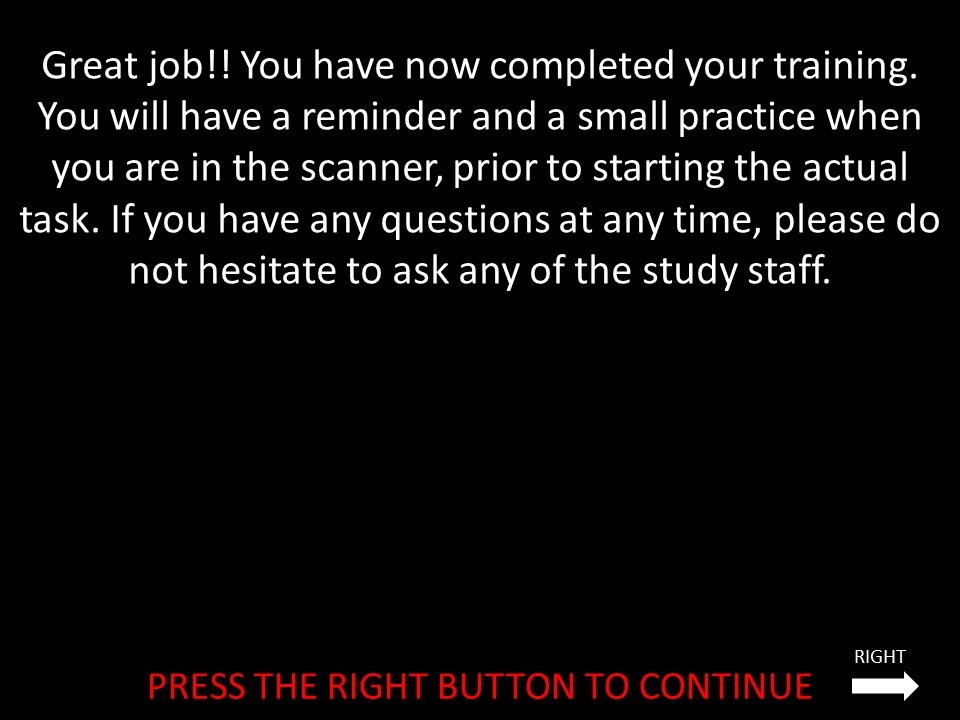 Great job!! You have now completed your training.
You will have a reminder and a small practice when
you are in the scanner, prior to starting the actual
task. If you have any questions at any time, please do
not hesitate to ask any of the study staff.
RIGHT
PRESS THE RIGHT BUTTON TO CONTINUE